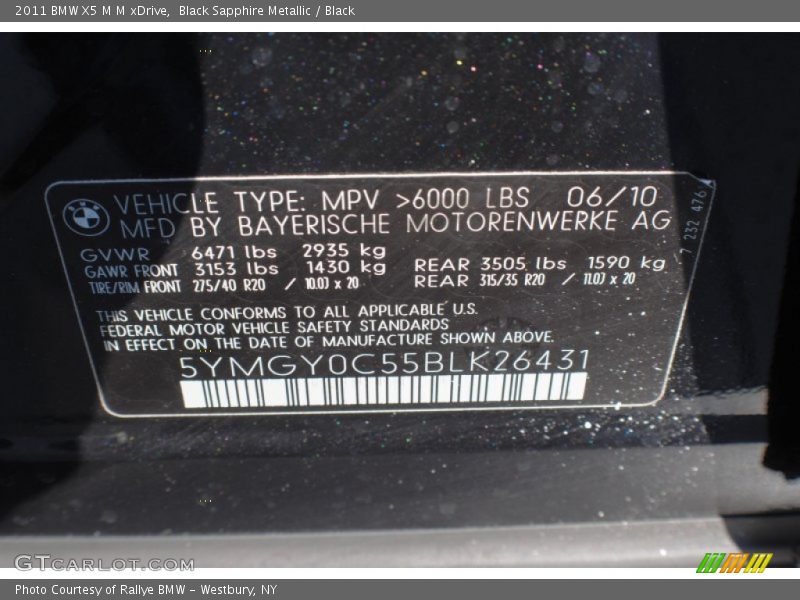 2011 BMW X5 M M xDrive, Black Sapphire Metallic / Black
VEHICLE TYPE: MPV >6000 LBS 06/10
MFD BY BAYERISCHE MOTORENWERKE AG
GVWR 6471 lbs 2935 kg
GAWR FRONT 3153 lbs 1430 kg REAR 3505 lbs 1590 kg
TIRE/RIM FRONT 275/40 R20 / 10.0J x 20 REAR 315/35 R20 / 11.0J x 20
THIS VEHICLE CONFORMS TO ALL APPLICABLE U.S.
FEDERAL MOTOR VEHICLE SAFETY STANDARDS
IN EFFECT ON THE DATE OF MANUFACTURE SHOWN ABOVE.
5YMGY0C55BLK26431
7 237 476
GTCARLOT.COM
Photo Courtesy of Rallye BMW - Westbury, NY